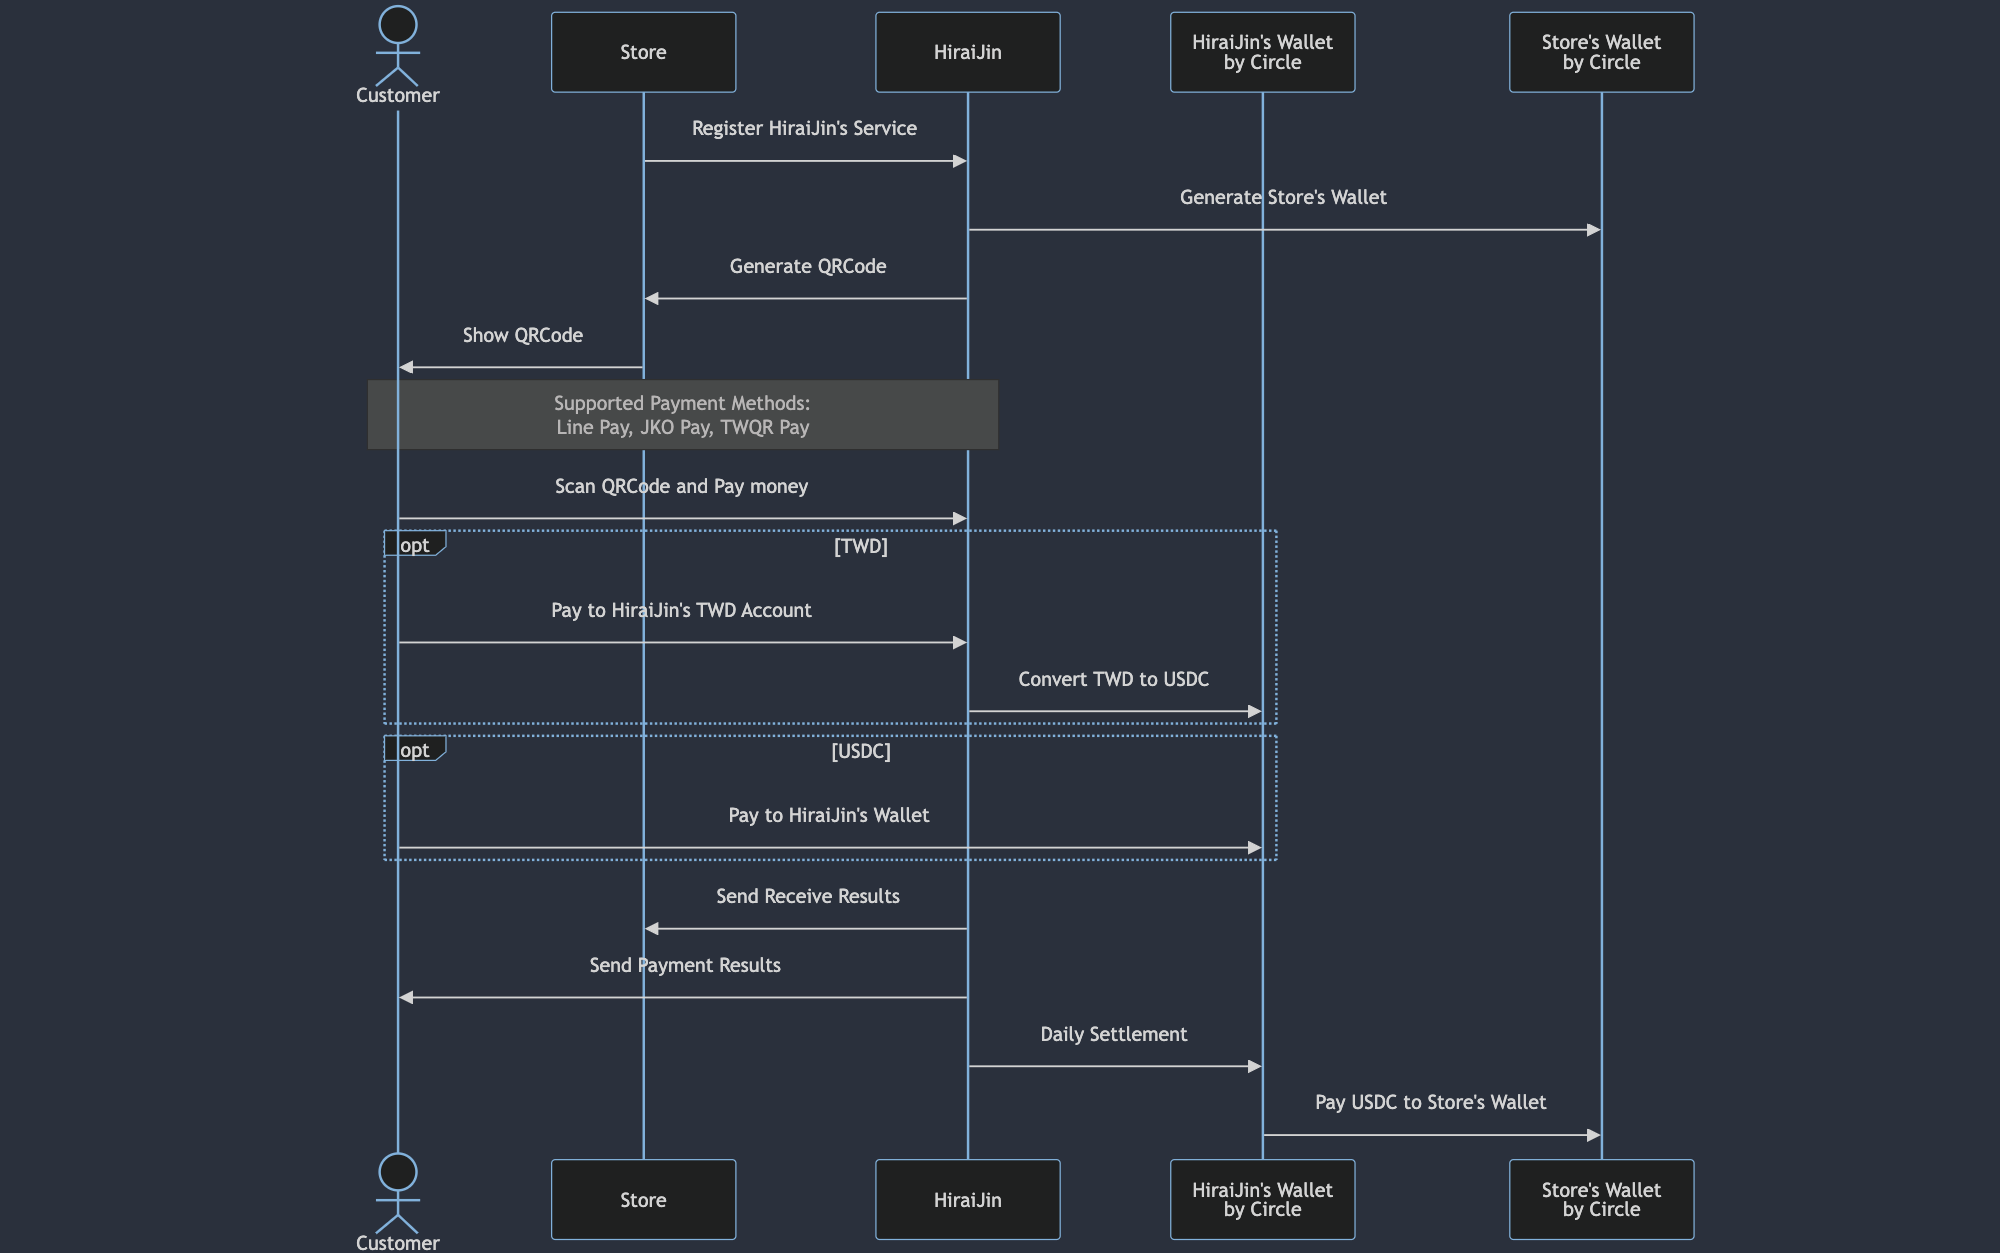 Customer
Store
HiraiJin
HiraiJin's Wallet
by Circle
Store's Wallet
by Circle
Register HiraiJin's Service
Generate Store's Wallet
Generate QRCode
Show QRCode
Supported Payment Methods:
Line Pay, JKO Pay, TWQR Pay
Scan QRCode and Pay money
opt
[TWD]
Pay to HiraiJin's TWD Account
Convert TWD to USDC
opt
[USDC]
Pay to HiraiJin's Wallet
Send Receive Results
Send Payment Results
Daily Settlement
Pay USDC to Store's Wallet
Customer
Store
HiraiJin
HiraiJin's Wallet
by Circle
Store's Wallet
by Circle